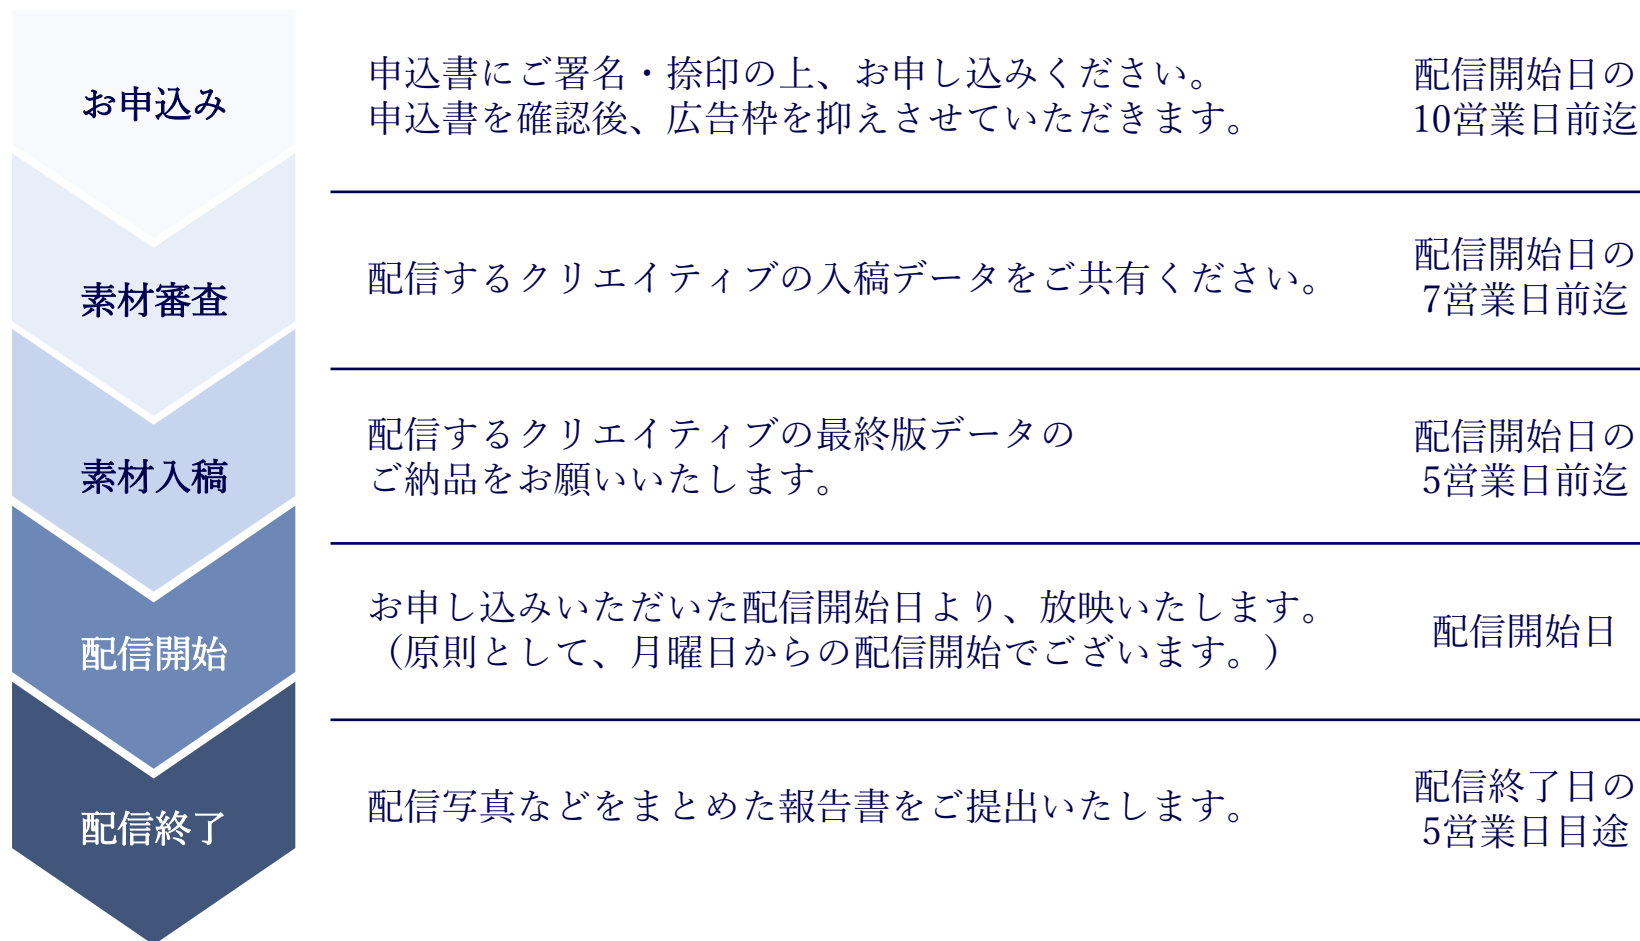 お申込み
申込書にご署名・捺印の上、お申し込みください。
申込書を確認後、広告枠を抑えさせていただきます。
配信開始日の
10営業日前迄
素材審査
配信するクリエイティブの入稿データをご共有ください。
配信開始日の
7営業日前迄
素材入稿
配信するクリエイティブの最終版データの
ご納品をお願いいたします。
配信開始日の
5営業日前迄
配信開始
お申し込みいただいた配信開始日より、放映いたします。
（原則として、月曜日からの配信開始でございます。）
配信開始日
配信終了
配信写真などをまとめた報告書をご提出いたします。
配信終了日の
5営業日目途